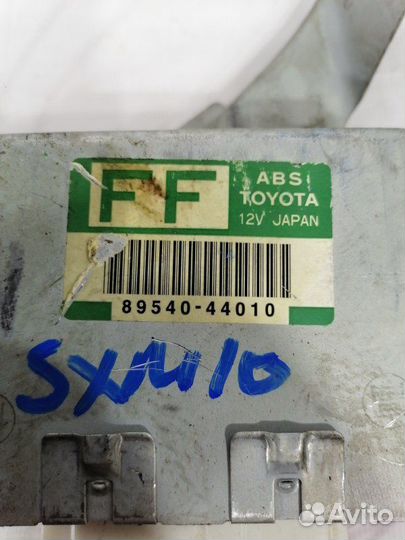 FF
ABS
TOYOTA
12V JAPAN
89540-44010
SXM10
Avito